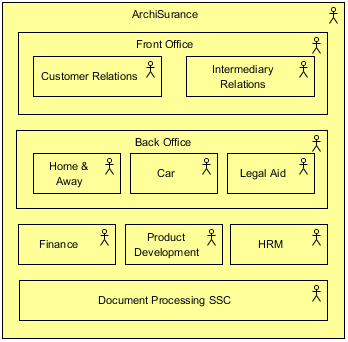 ArchiSurance
Front Office
Customer Relations
Intermediary
Relations
Back Office
Home &
Away
Car
Legal Aid
Finance
Product
Development
HRM
Document Processing SSC